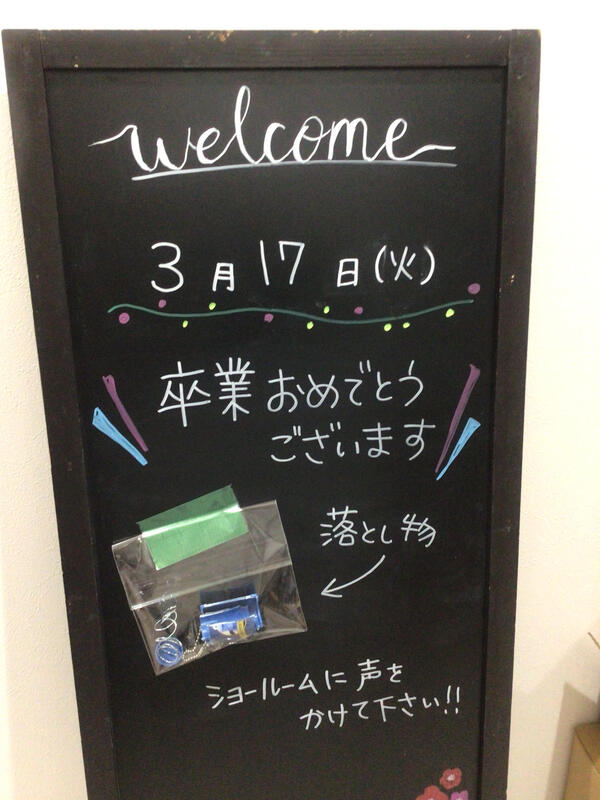 welcome
3月17日(火)
卒業おめでとう
ございます
落とし物
ショールームに声を
かけて下さい!!